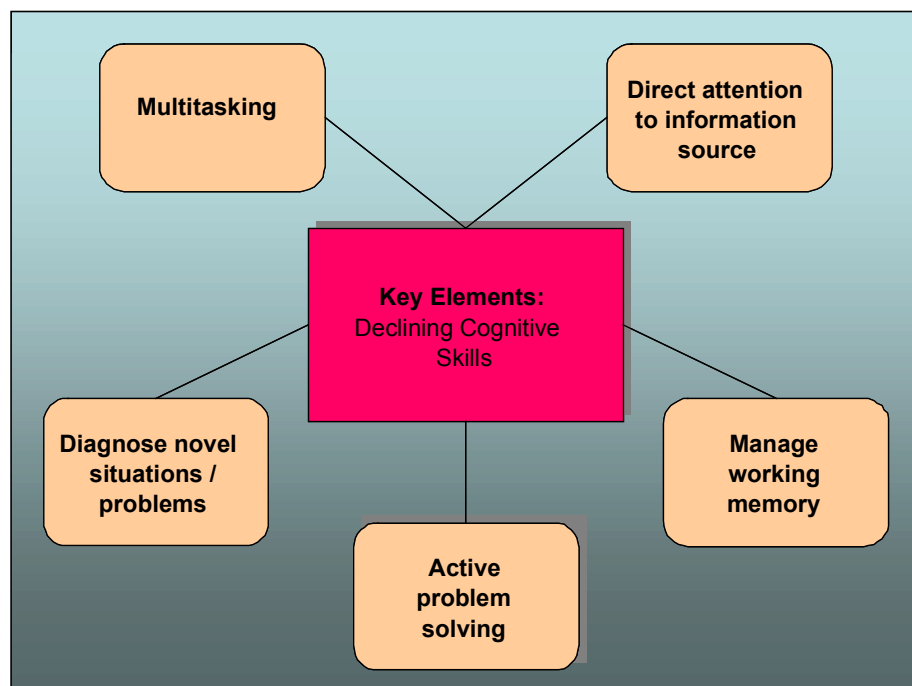 Multitasking
Direct attention
to information
source
Key Elements:
Declining Cognitive
Skills
Diagnose novel
situations /
problems
Manage
working
memory
Active
problem
solving